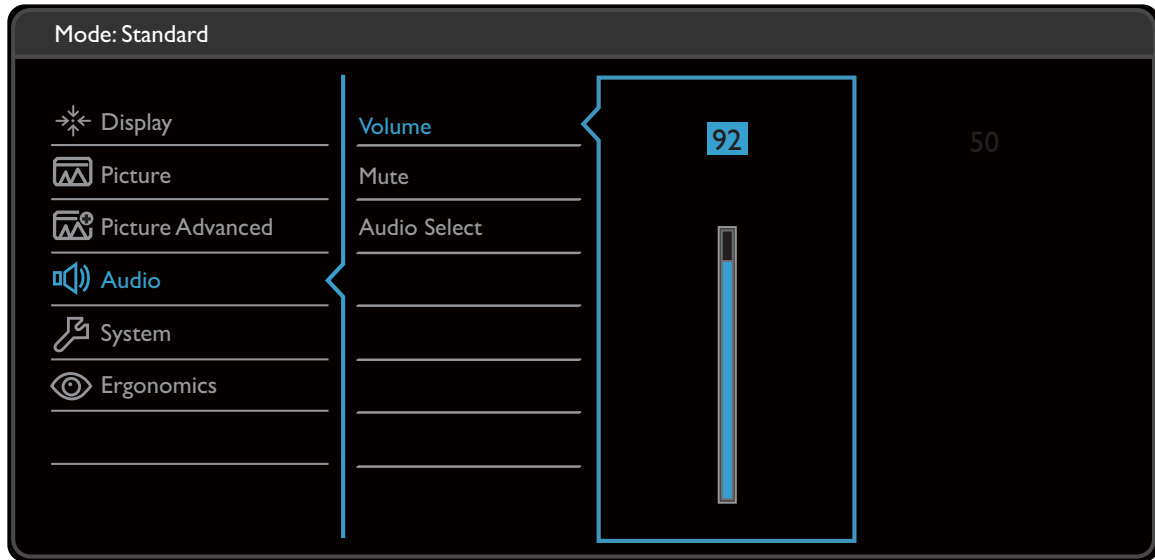 Mode: Standard
Display
Picture
Picture Advanced
Audio
System
Ergonomics
Volume
Mute
Audio Select
92
50